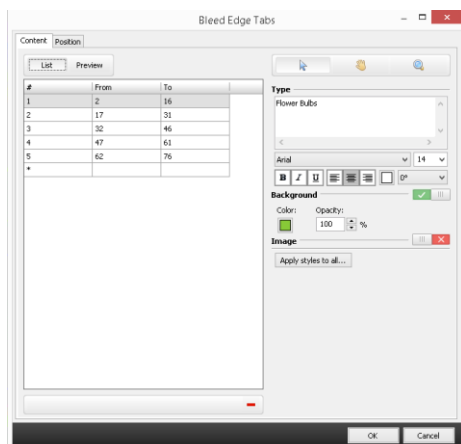 Bleed Edge Tabs
Content Position
List Preview
# From To
1 2 16
2 17 31
3 32 46
4 47 61
5 62 76
*
Type
Flower Bulbs
Arial 14
B I U 0°
Background
Color: Opacity:
100 %
Image
Apply styles to all...
OK Cancel